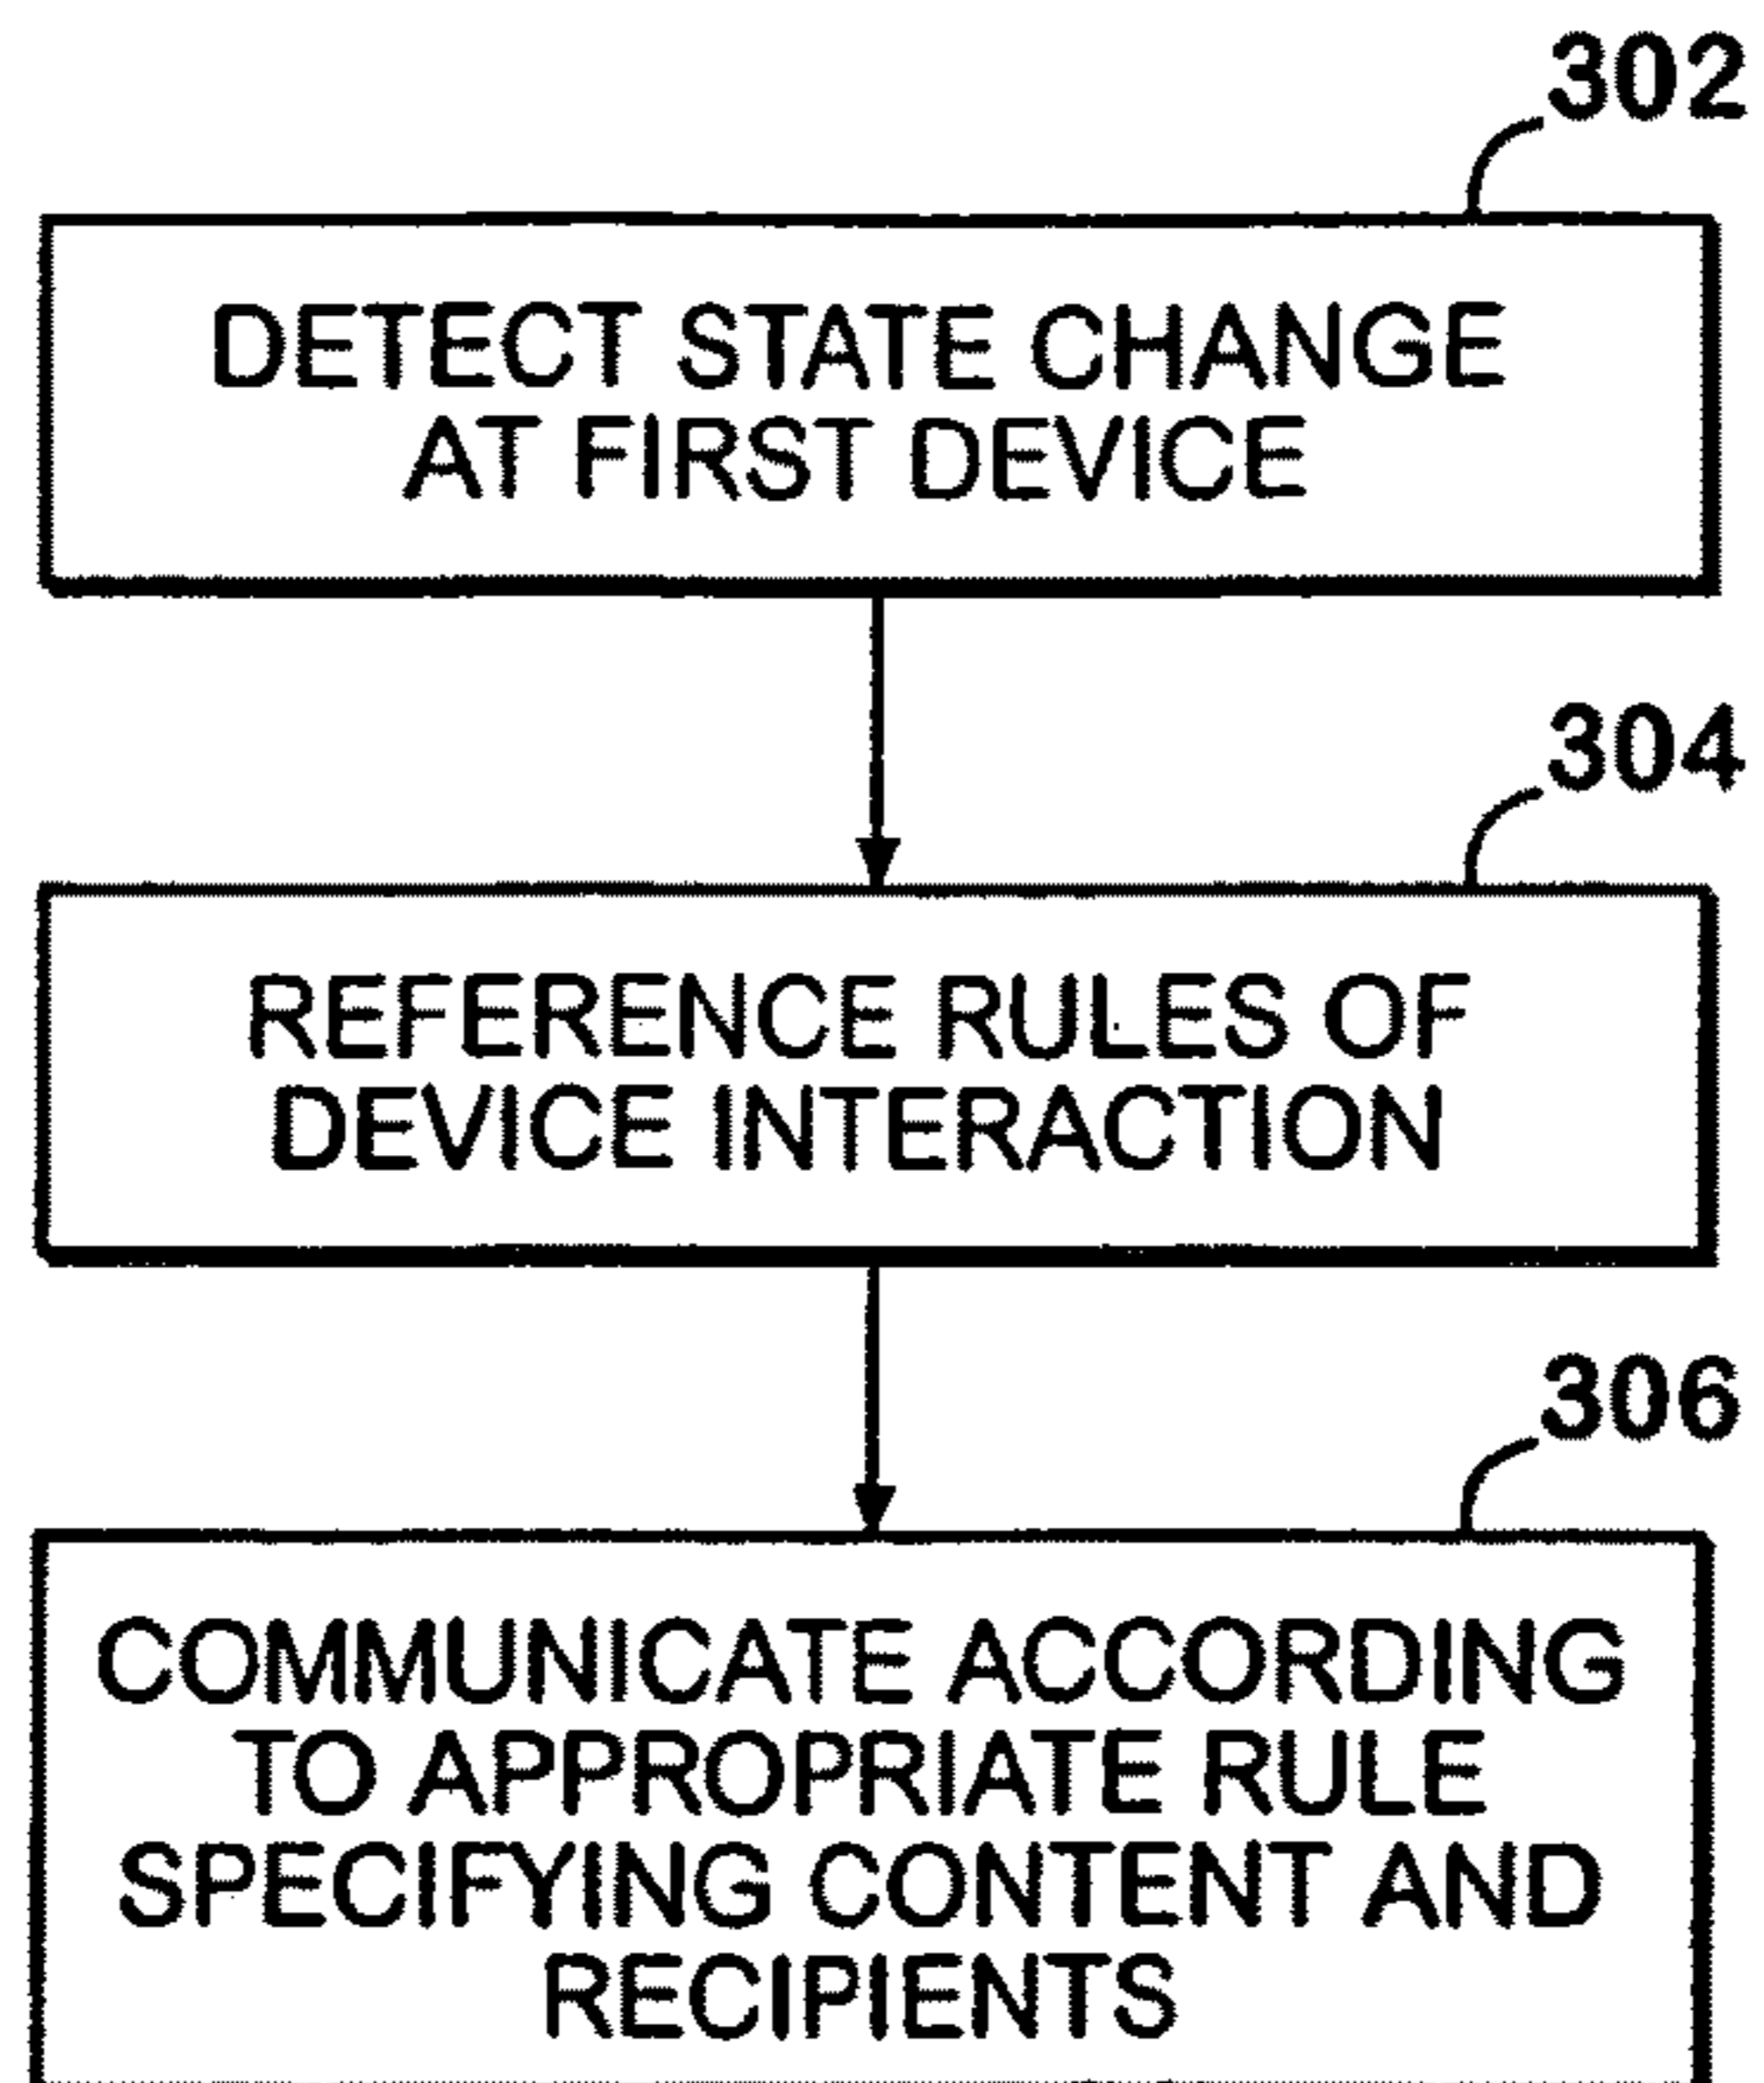 302
DETECT STATE CHANGE
AT FIRST DEVICE
304
REFERENCE RULES OF
DEVICE INTERACTION
306
COMMUNICATE ACCORDING
TO APPROPRIATE RULE
SPECIFYING CONTENT AND
RECIPIENTS